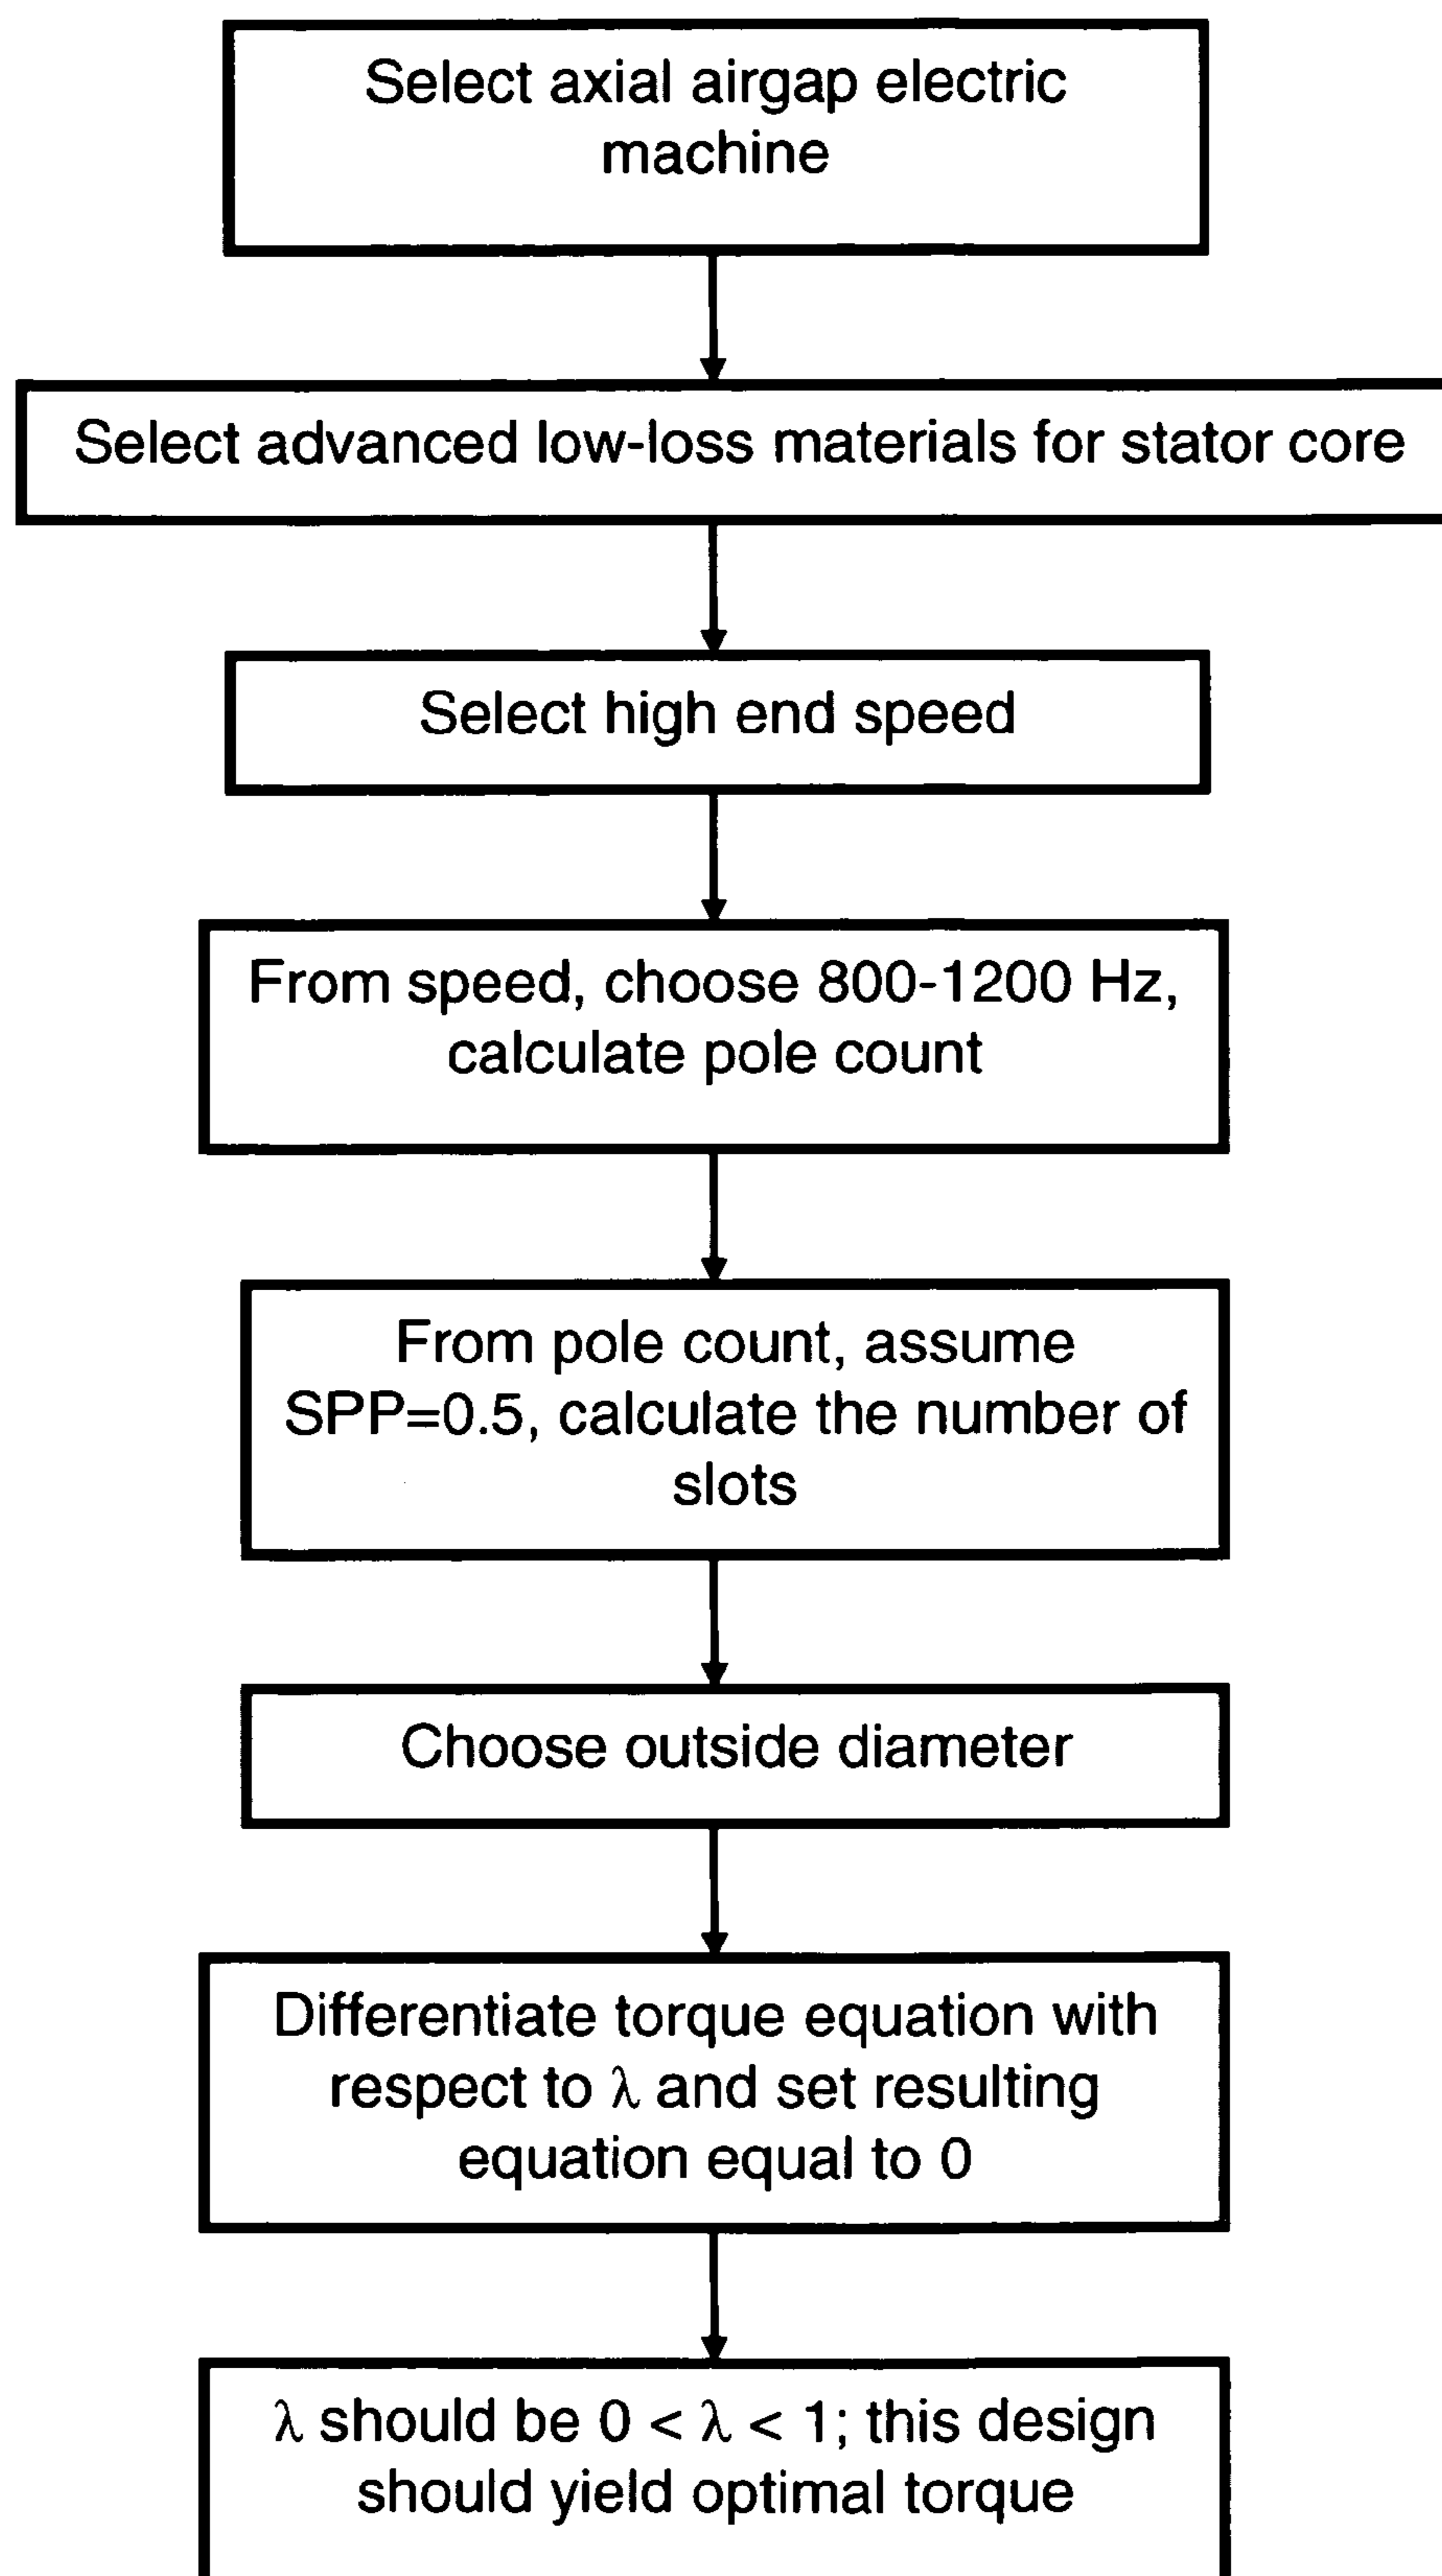 Select axial airgap electric
machine
Select advanced low-loss materials for stator core
Select high end speed
From speed, choose 800-1200 Hz,
calculate pole count
From pole count, assume
SPP=0.5, calculate the number of
slots
Choose outside diameter
Differentiate torque equation with
respect to λ and set resulting
equation equal to 0
λ should be 0 < λ < 1; this design
should yield optimal torque